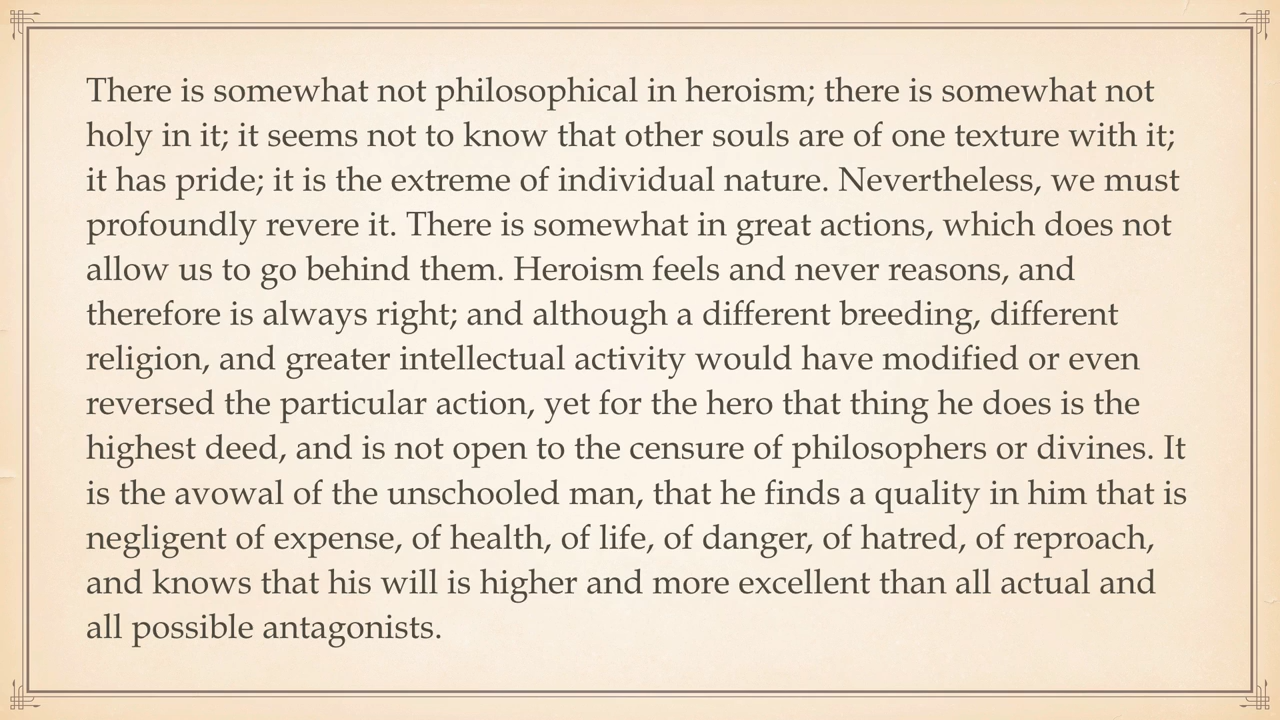 There is somewhat not philosophical in heroism; there is somewhat not
holy in it; it seems not to know that other souls are of one texture with it;
it has pride; it is the extreme of individual nature. Nevertheless, we must
profoundly revere it. There is somewhat in great actions, which does not
allow us to go behind them. Heroism feels and never reasons, and
therefore is always right; and although a different breeding, different
religion, and greater intellectual activity would have modified or even
reversed the particular action, yet for the hero that thing he does is the
highest deed, and is not open to the censure of philosophers or divines. It
is the avowal of the unschooled man, that he finds a quality in him that is
negligent of expense, of health, of life, of danger, of hatred, of reproach,
and knows that his will is higher and more excellent than all actual and
all possible antagonists.